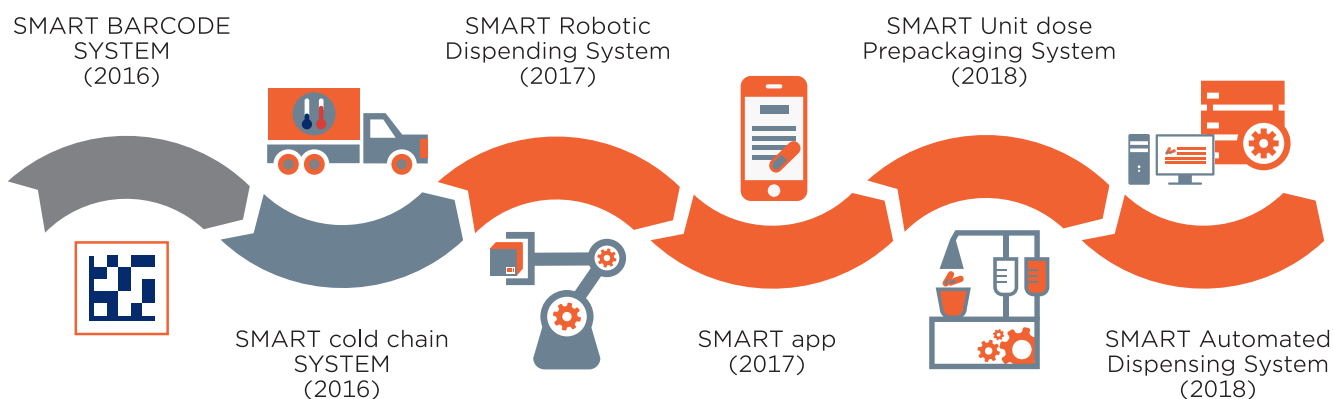 SMART BARCODE
SYSTEM
(2016)
SMART cold chain
SYSTEM
(2016)
SMART Robotic
Dispending System
(2017)
SMART app
(2017)
SMART Unit dose
Prepackaging System
(2018)
SMART Automated
Dispensing System
(2018)